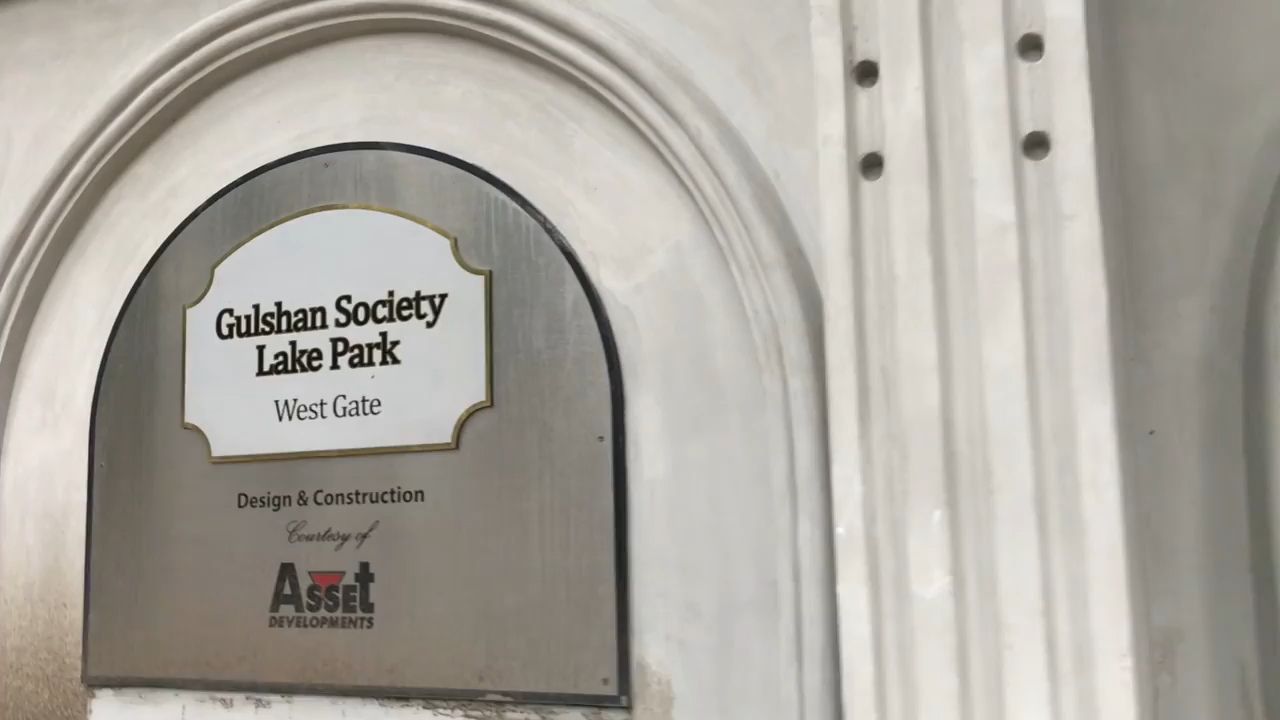 Gulshan Society
Lake Park
West Gate
Design & Construction
Courtesy of
Asset
DEVELOPMENTS